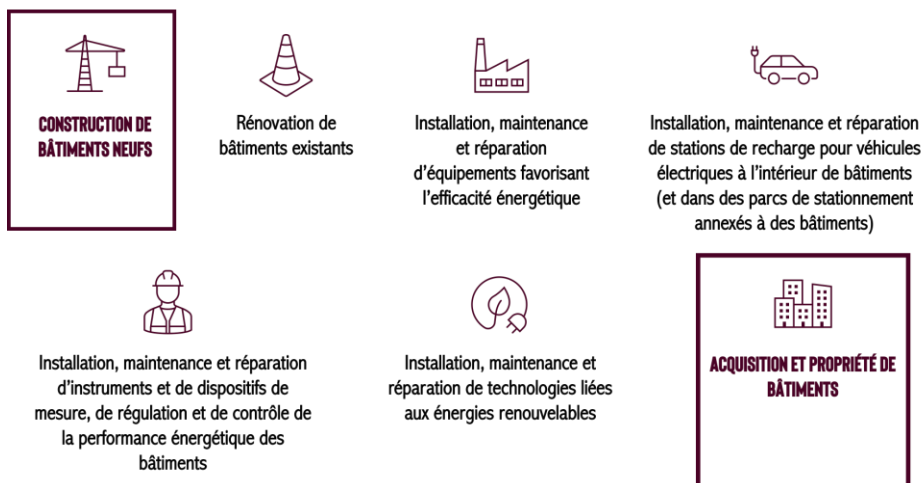 CONSTRUCTION DE
BÂTIMENTS NEUFS
Rénovation de
bâtiments existants
Installation, maintenance
et réparation
d'équipements favorisant
l'efficacité énergétique
Installation, maintenance et réparation
de stations de recharge pour véhicules
électriques à l'intérieur de bâtiments
(et dans des parcs de stationnement
annexés à des bâtiments)
Installation, maintenance et réparation
d'instruments et de dispositifs de
mesure, de régulation et de contrôle de
la performance énergétique des
bâtiments
Installation, maintenance et
réparation de technologies liées
aux énergies renouvelables
ACQUISITION ET PROPRIÉTÉ DE
BÂTIMENTS